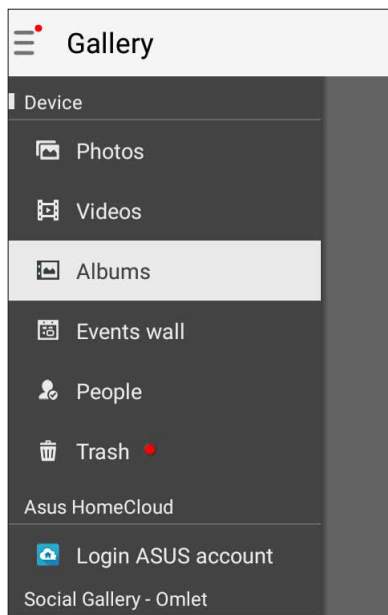 Gallery
Device
Photos
Videos
Albums
Events wall
People
Trash
Asus HomeCloud
Login ASUS account
Social Gallery - Omlet